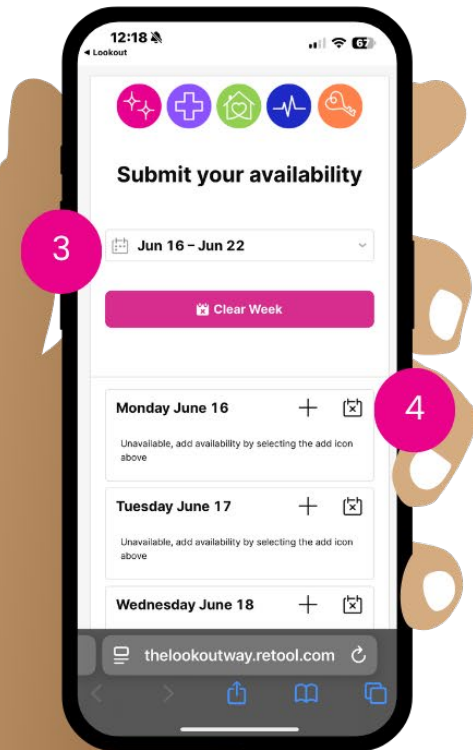 12:18
67
◀ Lookout
Submit your availability
3
Jun 16 – Jun 22
Clear Week
Monday June 16
4
Unavailable, add availability by selecting the add icon
above
Tuesday June 17
Unavailable, add availability by selecting the add icon
above
Wednesday June 18
thelookoutway.retool.com